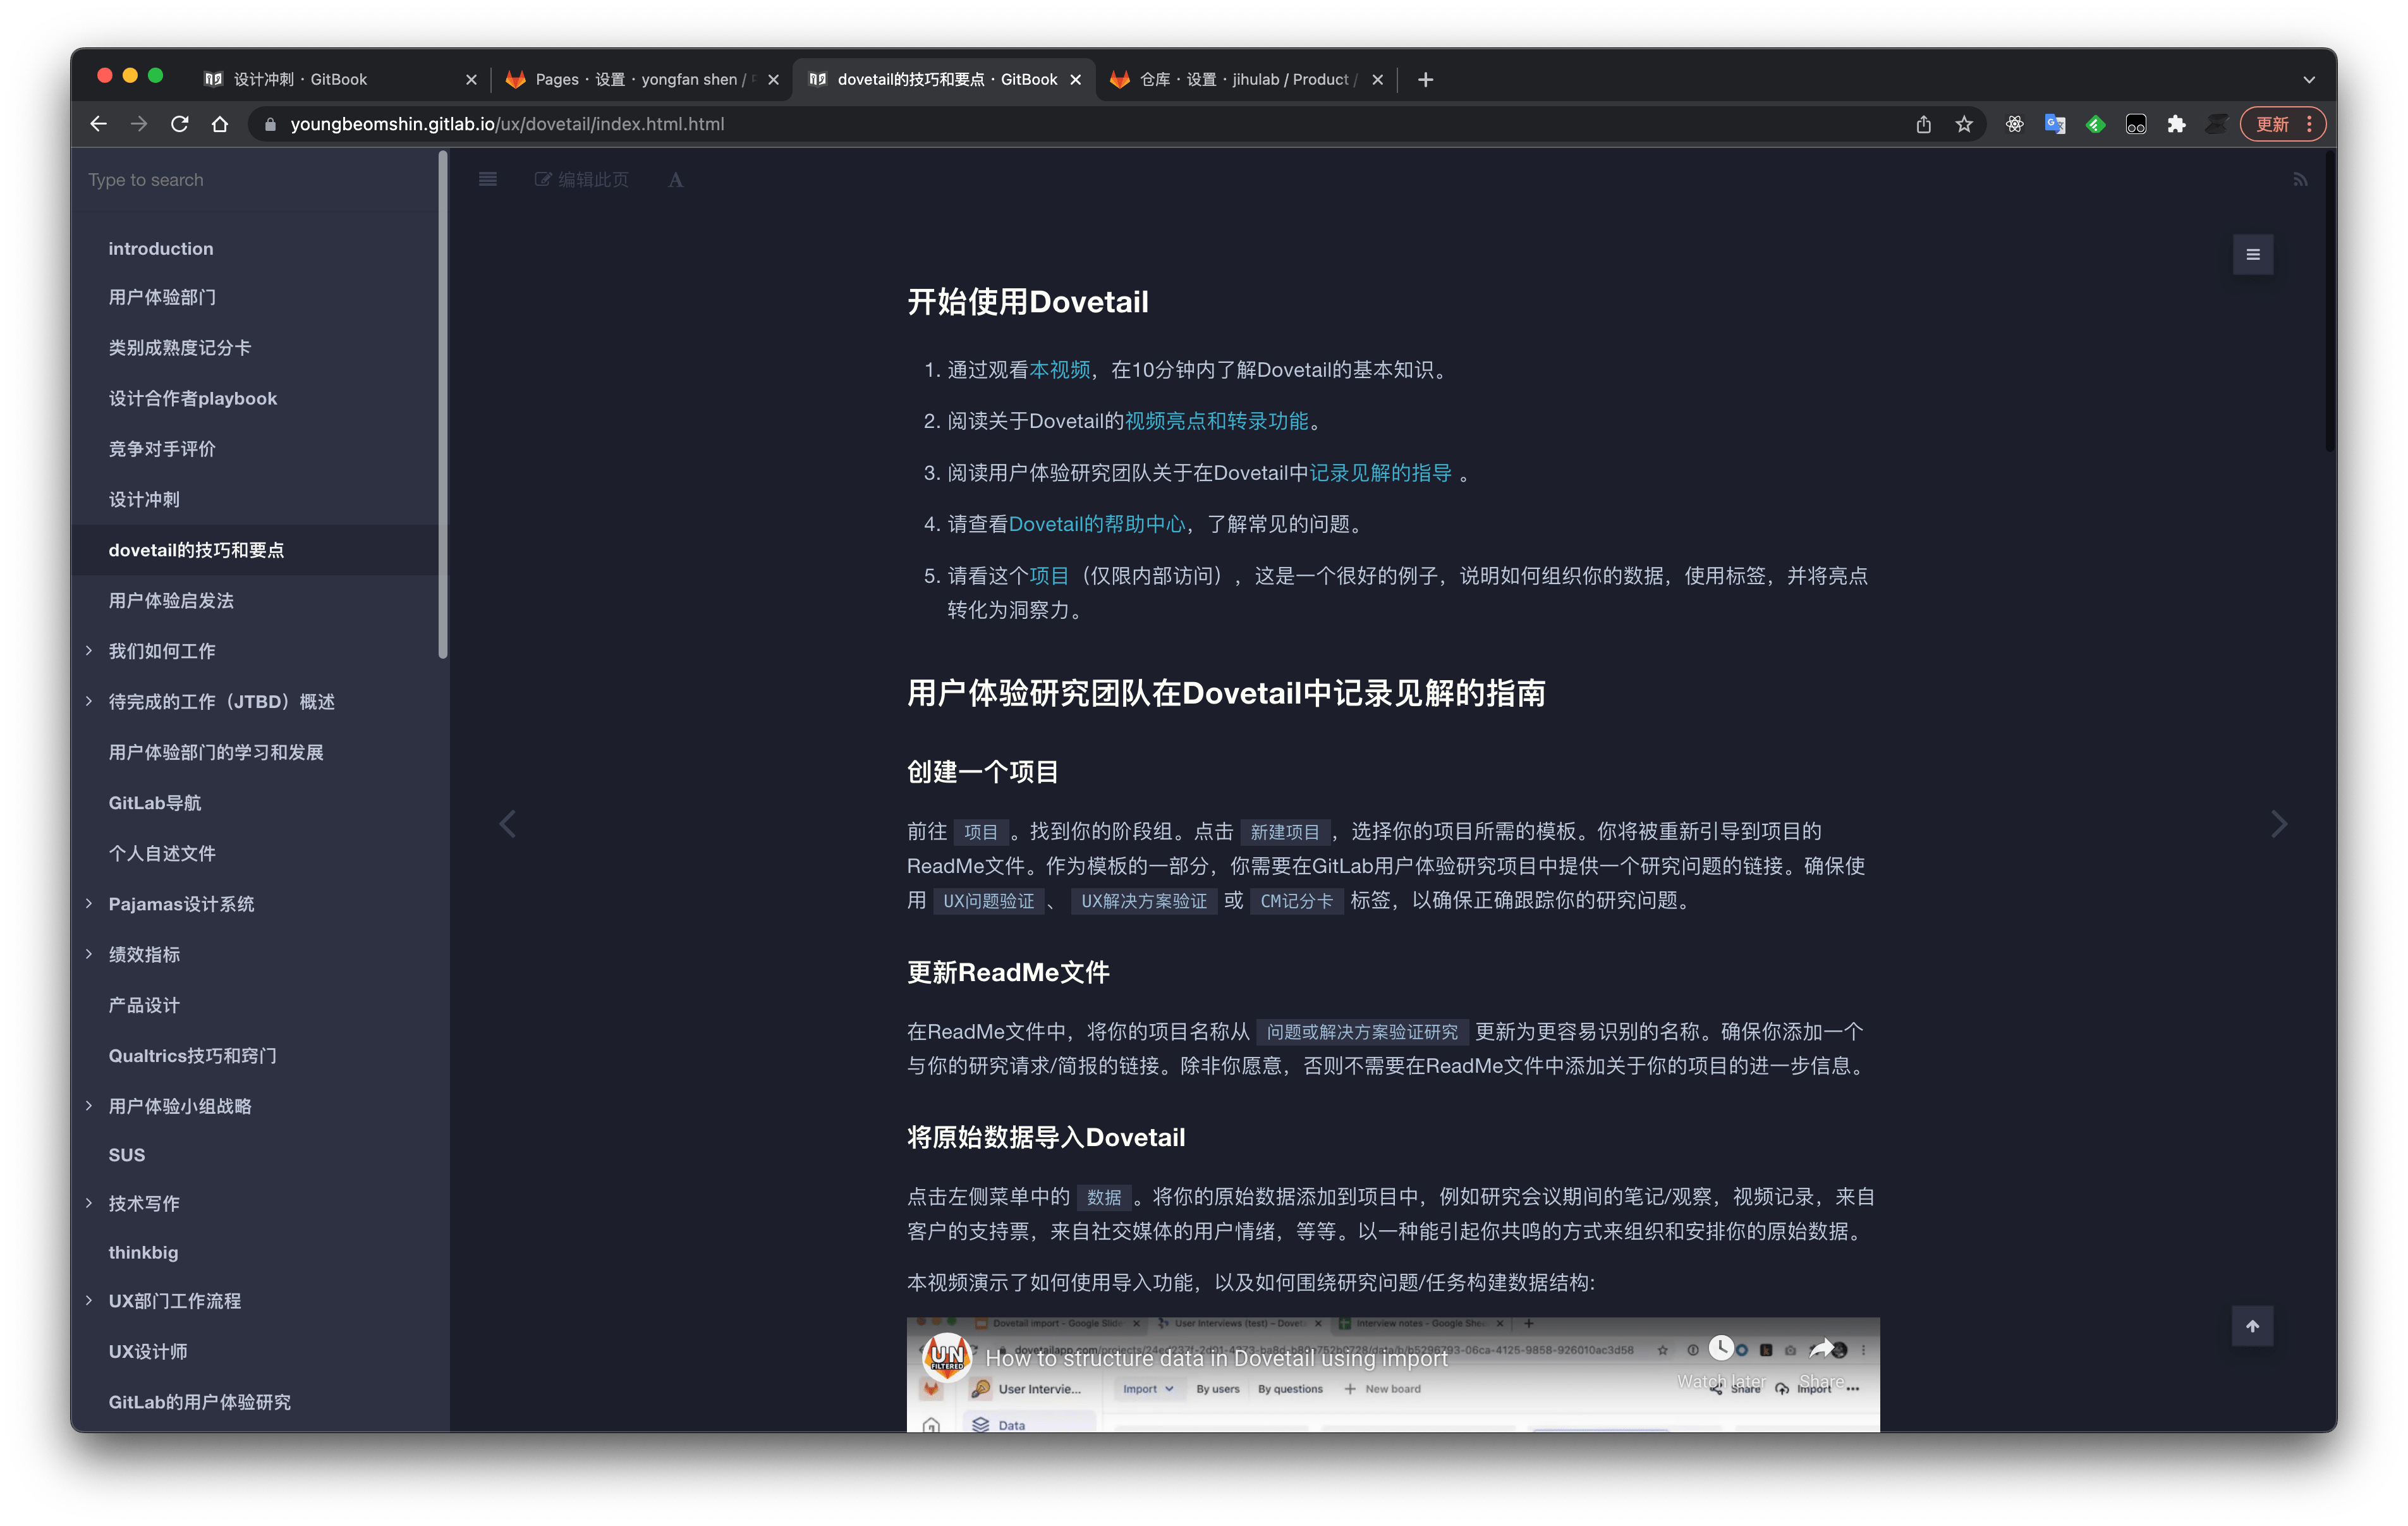 设计冲刺 · GitBook
Pages · 设置 · yongfan shen /
dovetail的技巧和要点 · GitBook
仓库 · 设置 · jihulab / Product /
youngbeomshin.gitlab.io/ux/dovetail/index.html.html
更新
Type to search
编辑此页
A
introduction
用户体验部门
类别成熟度记分卡
设计合作者playbook
竞争对手评价
设计冲刺
dovetail的技巧和要点
用户体验启发法
我们如何工作
待完成的工作（JTBD）概述
用户体验部门的学习和发展
GitLab导航
个人自述文件
Pajamas设计系统
绩效指标
产品设计
Qualtrics技巧和窍门
用户体验小组战略
SUS
技术写作
thinkbig
UX部门工作流程
UX设计师
GitLab的用户体验研究
开始使用Dovetail
1. 通过观看本视频，在10分钟内了解Dovetail的基本知识。
2. 阅读关于Dovetail的视频亮点和转录功能。
3. 阅读用户体验研究团队关于在Dovetail中记录见解的指导 。
4. 请查看Dovetail的帮助中心，了解常见的问题。
5. 请看这个项目（仅限内部访问），这是一个很好的例子，说明如何组织你的数据，使用标签，并将亮点
转化为洞察力。
用户体验研究团队在Dovetail中记录见解的指南
创建一个项目
前往 项目 。找到你的阶段组。点击 新建项目 ，选择你的项目所需的模板。你将被重新引导到项目的
ReadMe文件。作为模板的一部分，你需要在GitLab用户体验研究项目中提供一个研究问题的链接。确保使
用 UX问题验证 、 UX解决方案验证 或 CM记分卡 标签，以确保正确跟踪你的研究问题。
更新ReadMe文件
在ReadMe文件中，将你的项目名称从 问题或解决方案验证研究 更新为更容易识别的名称。确保你添加一个
与你的研究请求/简报的链接。除非你愿意，否则不需要在ReadMe文件中添加关于你的项目的进一步信息。
将原始数据导入Dovetail
点击左侧菜单中的 数据 。将你的原始数据添加到项目中，例如研究会议期间的笔记/观察，视频记录，来自
客户的支持票，来自社交媒体的用户情绪，等等。以一种能引起你共鸣的方式来组织和安排你的原始数据。
本视频演示了如何使用导入功能，以及如何围绕研究问题/任务构建数据结构:
Dovetail import - Google Slide
User Interviews (test) – Doveta
Interview notes - Google Shee
UN
FILTERED
How to structure data in Dovetail using import
Watch later
Share
User Intervie...
Import
By users
By questions
New board
Share
Import
Data